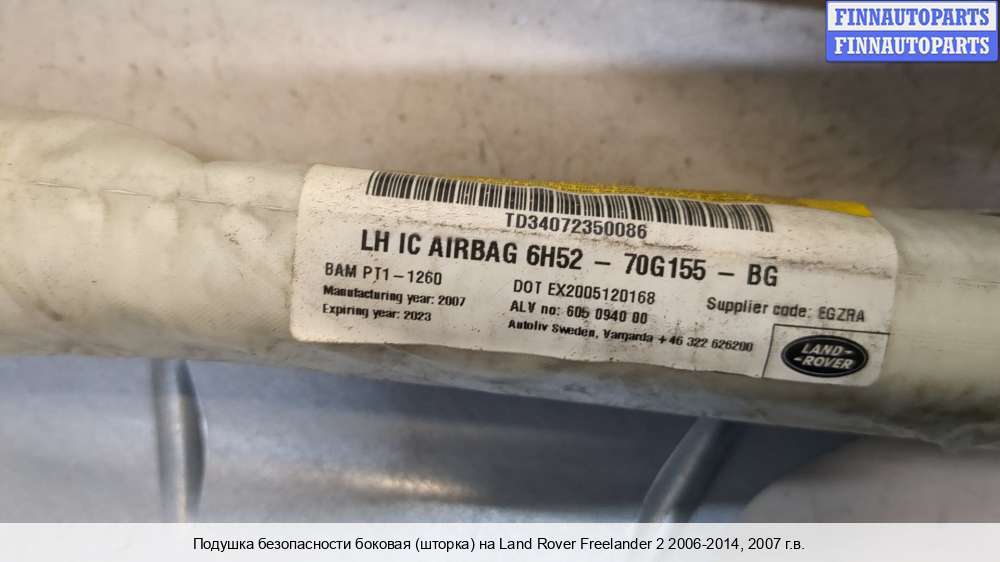 FINNAUTOPARTS
FINNAUTOPARTS
TD34072350086
LH IC AIRBAG 6H52 - 70G155 - BG
BAM PT1-1260
DOT EX2005120168
Supplier code: EGZRA
Manufacturing year: 2007
ALV no: 605 0940 00
Expiring year: 2023
Autoliv Sweden, Vargarda +46 322 626200
LAND-
-ROVER
Подушка безопасности боковая (шторка) на Land Rover Freelander 2 2006-2014, 2007 г.в.